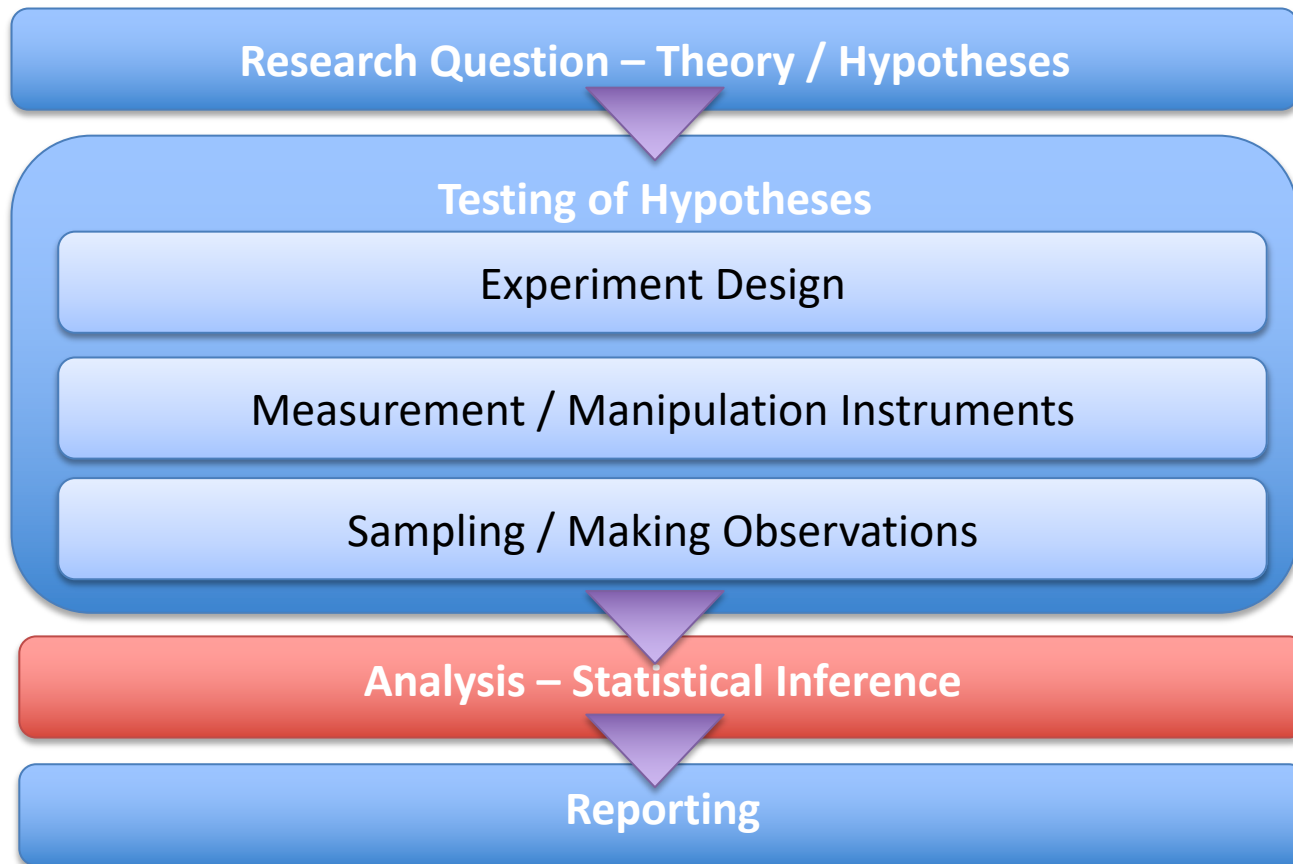 Research Question – Theory / Hypotheses
Testing of Hypotheses
Experiment Design
Measurement / Manipulation Instruments
Sampling / Making Observations
Analysis – Statistical Inference
Reporting